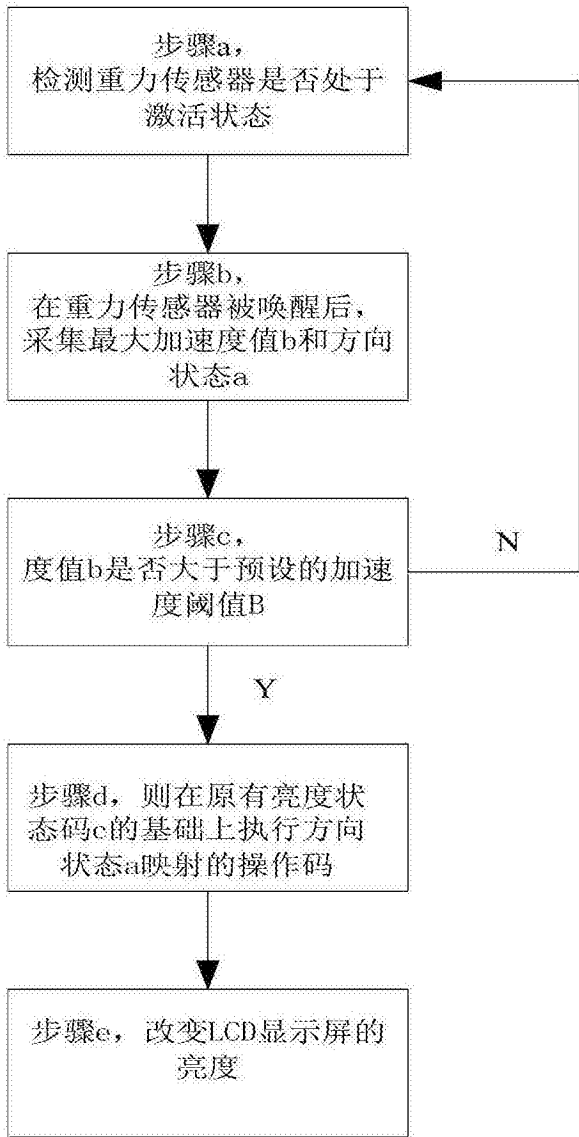 步骤a，
检测重力传感器是否处于
激活状态
步骤b，
在重力传感器被唤醒后，
采集最大加速度值b和方向
状态a
步骤c，
度值b是否大于预设的加速
度阈值B
N
Y
步骤d，则在原有亮度状
态码c的基础上执行方向
状态a映射的操作码
步骤e，改变LCD显示屏的
亮度